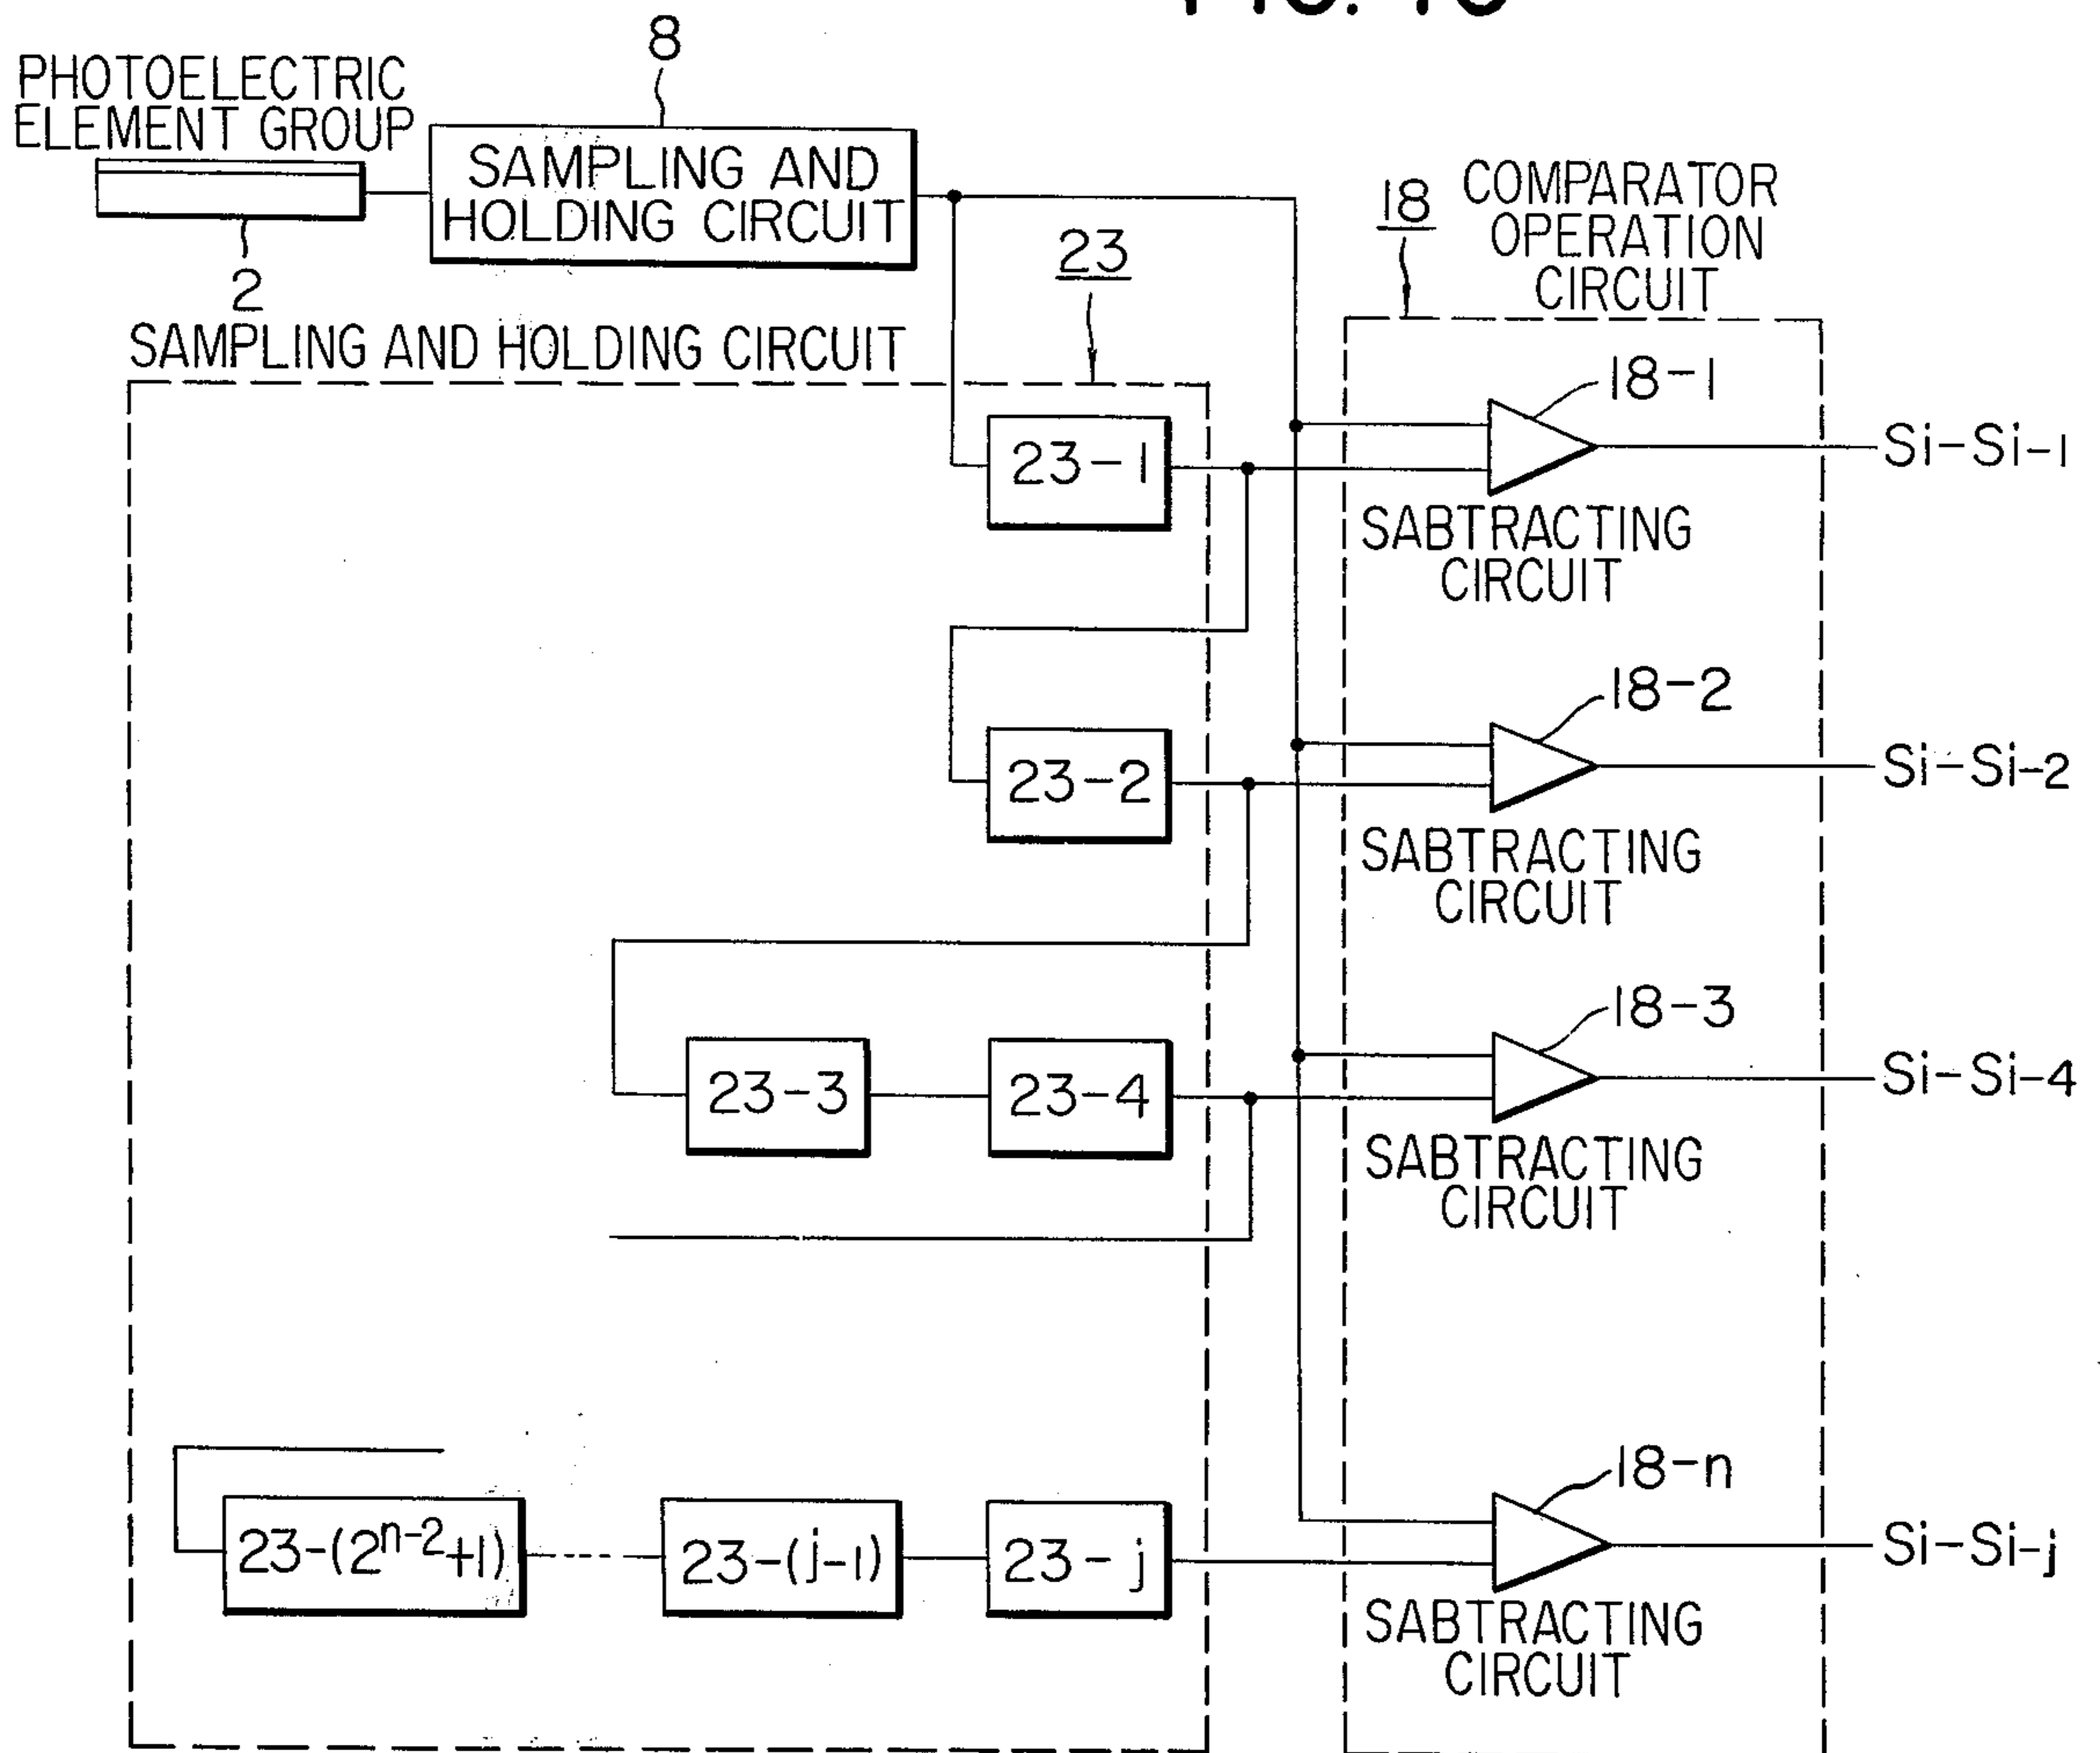 8
PHOTOELECTRIC
ELEMENT GROUP
SAMPLING AND
HOLDING CIRCUIT
2
23
18
COMPARATOR
OPERATION
CIRCUIT
SAMPLING AND HOLDING CIRCUIT
18-1
23-1
Si-Si-1
SABTRACTING
CIRCUIT
18-2
23-2
Si-Si-2
SABTRACTING
CIRCUIT
18-3
23-3
23-4
Si-Si-4
SABTRACTING
CIRCUIT
18-n
23-(2^n-2+1)
23-(j-1)
23-j
Si-Si-j
SABTRACTING
CIRCUIT